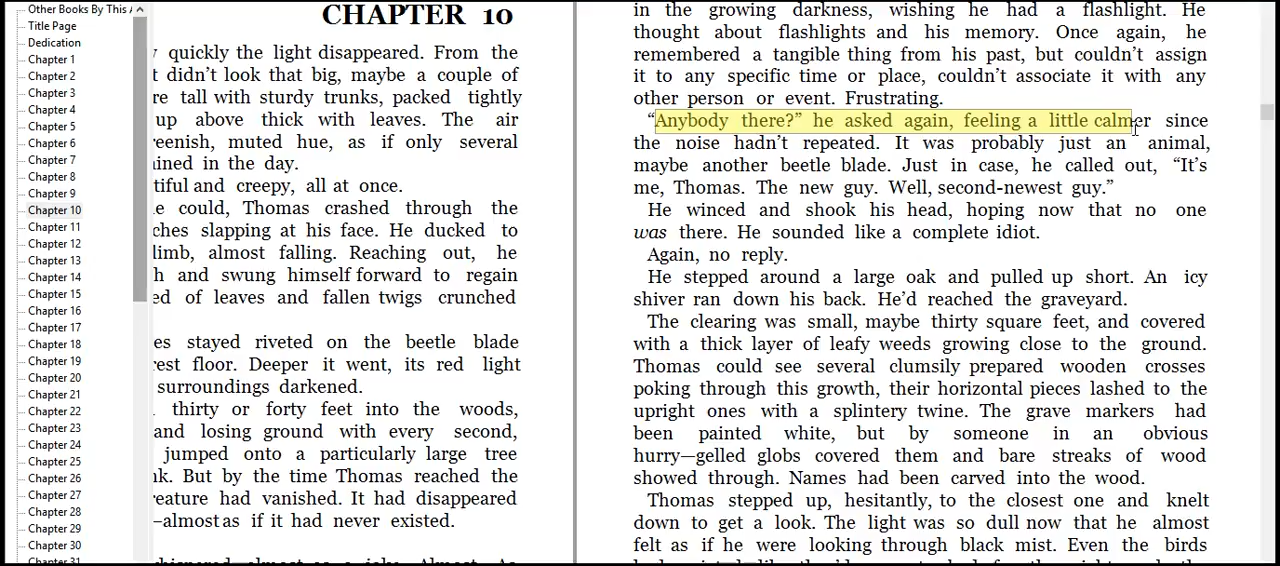 Other Books By This A
Title Page
Dedication
Chapter 1
Chapter 2
Chapter 3
Chapter 4
Chapter 5
Chapter 6
Chapter 7
Chapter 8
Chapter 9
Chapter 10
Chapter 11
Chapter 12
Chapter 13
Chapter 14
Chapter 15
Chapter 16
Chapter 17
Chapter 18
Chapter 19
Chapter 20
Chapter 21
Chapter 22
Chapter 23
Chapter 24
Chapter 25
Chapter 26
Chapter 27
Chapter 28
Chapter 29
Chapter 30
Chapter 31
CHAPTER 10
quickly the light disappeared. From the
didn't look that big, maybe a couple of
re tall with sturdy trunks, packed tightly
up above thick with leaves. The air
reenish, muted hue, as if only several
ained in the day.
tiful and creepy, all at once.
e could, Thomas crashed through the
ches slapping at his face. He ducked to
limb, almost falling. Reaching out, he
h and swung himself forward to regain
ed of leaves and fallen twigs crunched
es stayed riveted on the beetle blade
rest floor. Deeper it went, its red light
surroundings darkened.
thirty or forty feet into the woods,
and losing ground with every second,
jumped onto a particularly large tree
nk. But by the time Thomas reached the
reature had vanished. It had disappeared
—almost as if it had never existed.
in the growing darkness, wishing he had a flashlight. He
thought about flashlights and his memory. Once again, he
remembered a tangible thing from his past, but couldn't assign
it to any specific time or place, couldn't associate it with any
other person or event. Frustrating.
“Anybody there?” he asked again, feeling a little calmer since
the noise hadn't repeated. It was probably just an animal,
maybe another beetle blade. Just in case, he called out, “It's
me, Thomas. The new guy. Well, second-newest guy.”
He winced and shook his head, hoping now that no one
was there. He sounded like a complete idiot.
Again, no reply.
He stepped around a large oak and pulled up short. An icy
shiver ran down his back. He'd reached the graveyard.
The clearing was small, maybe thirty square feet, and covered
with a thick layer of leafy weeds growing close to the ground.
Thomas could see several clumsily prepared wooden crosses
poking through this growth, their horizontal pieces lashed to the
upright ones with a splintery twine. The grave markers had
been painted white, but by someone in an obvious
hurry—gelled globs covered them and bare streaks of wood
showed through. Names had been carved into the wood.
Thomas stepped up, hesitantly, to the closest one and knelt
down to get a look. The light was so dull now that he almost
felt as if he were looking through black mist. Even the birds